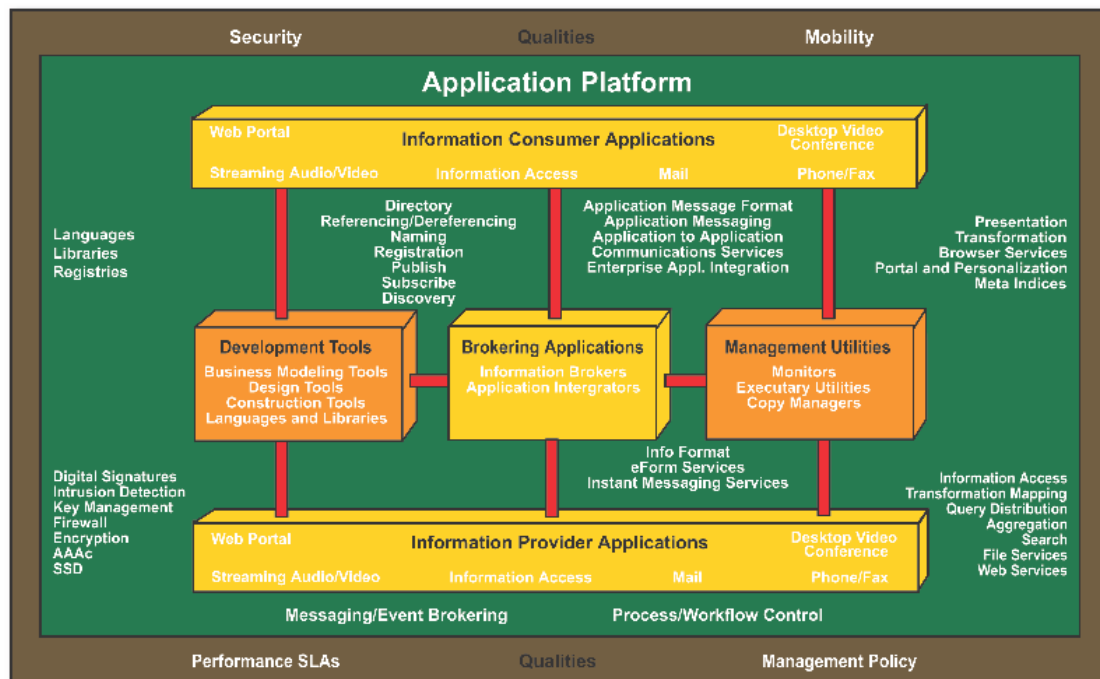 Security Qualities Mobility
Application Platform
Web Portal
Information Consumer Applications
Desktop Video
Conference
Streaming Audio/Video Information Access Mail Phone/Fax
Languages
Libraries
Registries
Directory
Referencing/Dereferencing
Naming
Registration
Publish
Subscribe
Discovery
Application Message Format
Application Messaging
Application to Application
Communications Services
Enterprise Appl. Integration
Presentation
Transformation
Browser Services
Portal and Personalization
Meta Indices
Development Tools
Business Modeling Tools
Design Tools
Construction Tools
Languages and Libraries
Brokering Applications
Information Brokers
Application Intergrators
Management Utilities
Monitors
Executary Utilities
Copy Managers
Info Format
eForm Services
Instant Messaging Services
Digital Signatures
Intrusion Detection
Key Management
Firewall
Encryption
AAAc
SSD
Information Access
Transformation Mapping
Query Distribution
Aggregation
Search
File Services
Web Services
Web Portal
Information Provider Applications
Desktop Video
Conference
Streaming Audio/Video Information Access Mail Phone/Fax
Messaging/Event Brokering Process/Workflow Control
Performance SLAs Qualities Management Policy